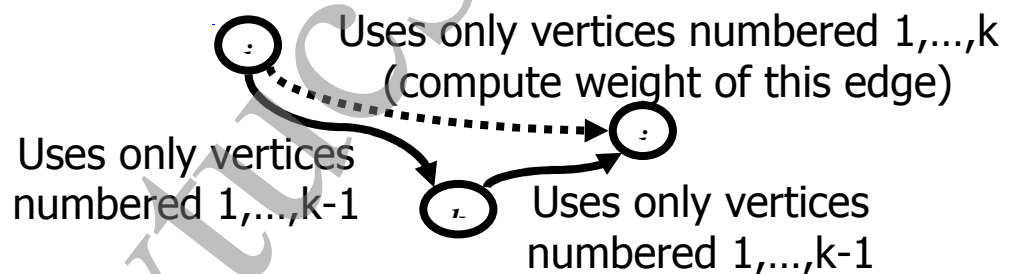 Uses only vertices numbered 1,...,k
(compute weight of this edge)
Uses only vertices
numbered 1,...,k-1
Uses only vertices
numbered 1,...,k-1